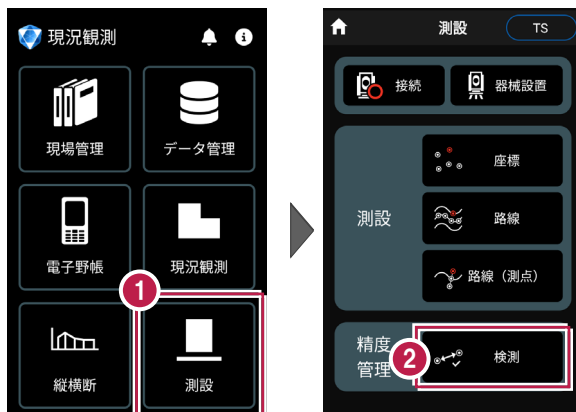 現況観測
現場管理
データ管理
電子野帳
現況観測
1
縦横断
測設
測設
TS
接続
器械設置
測設
座標
路線
路線（測点）
精度
管理
2
検測